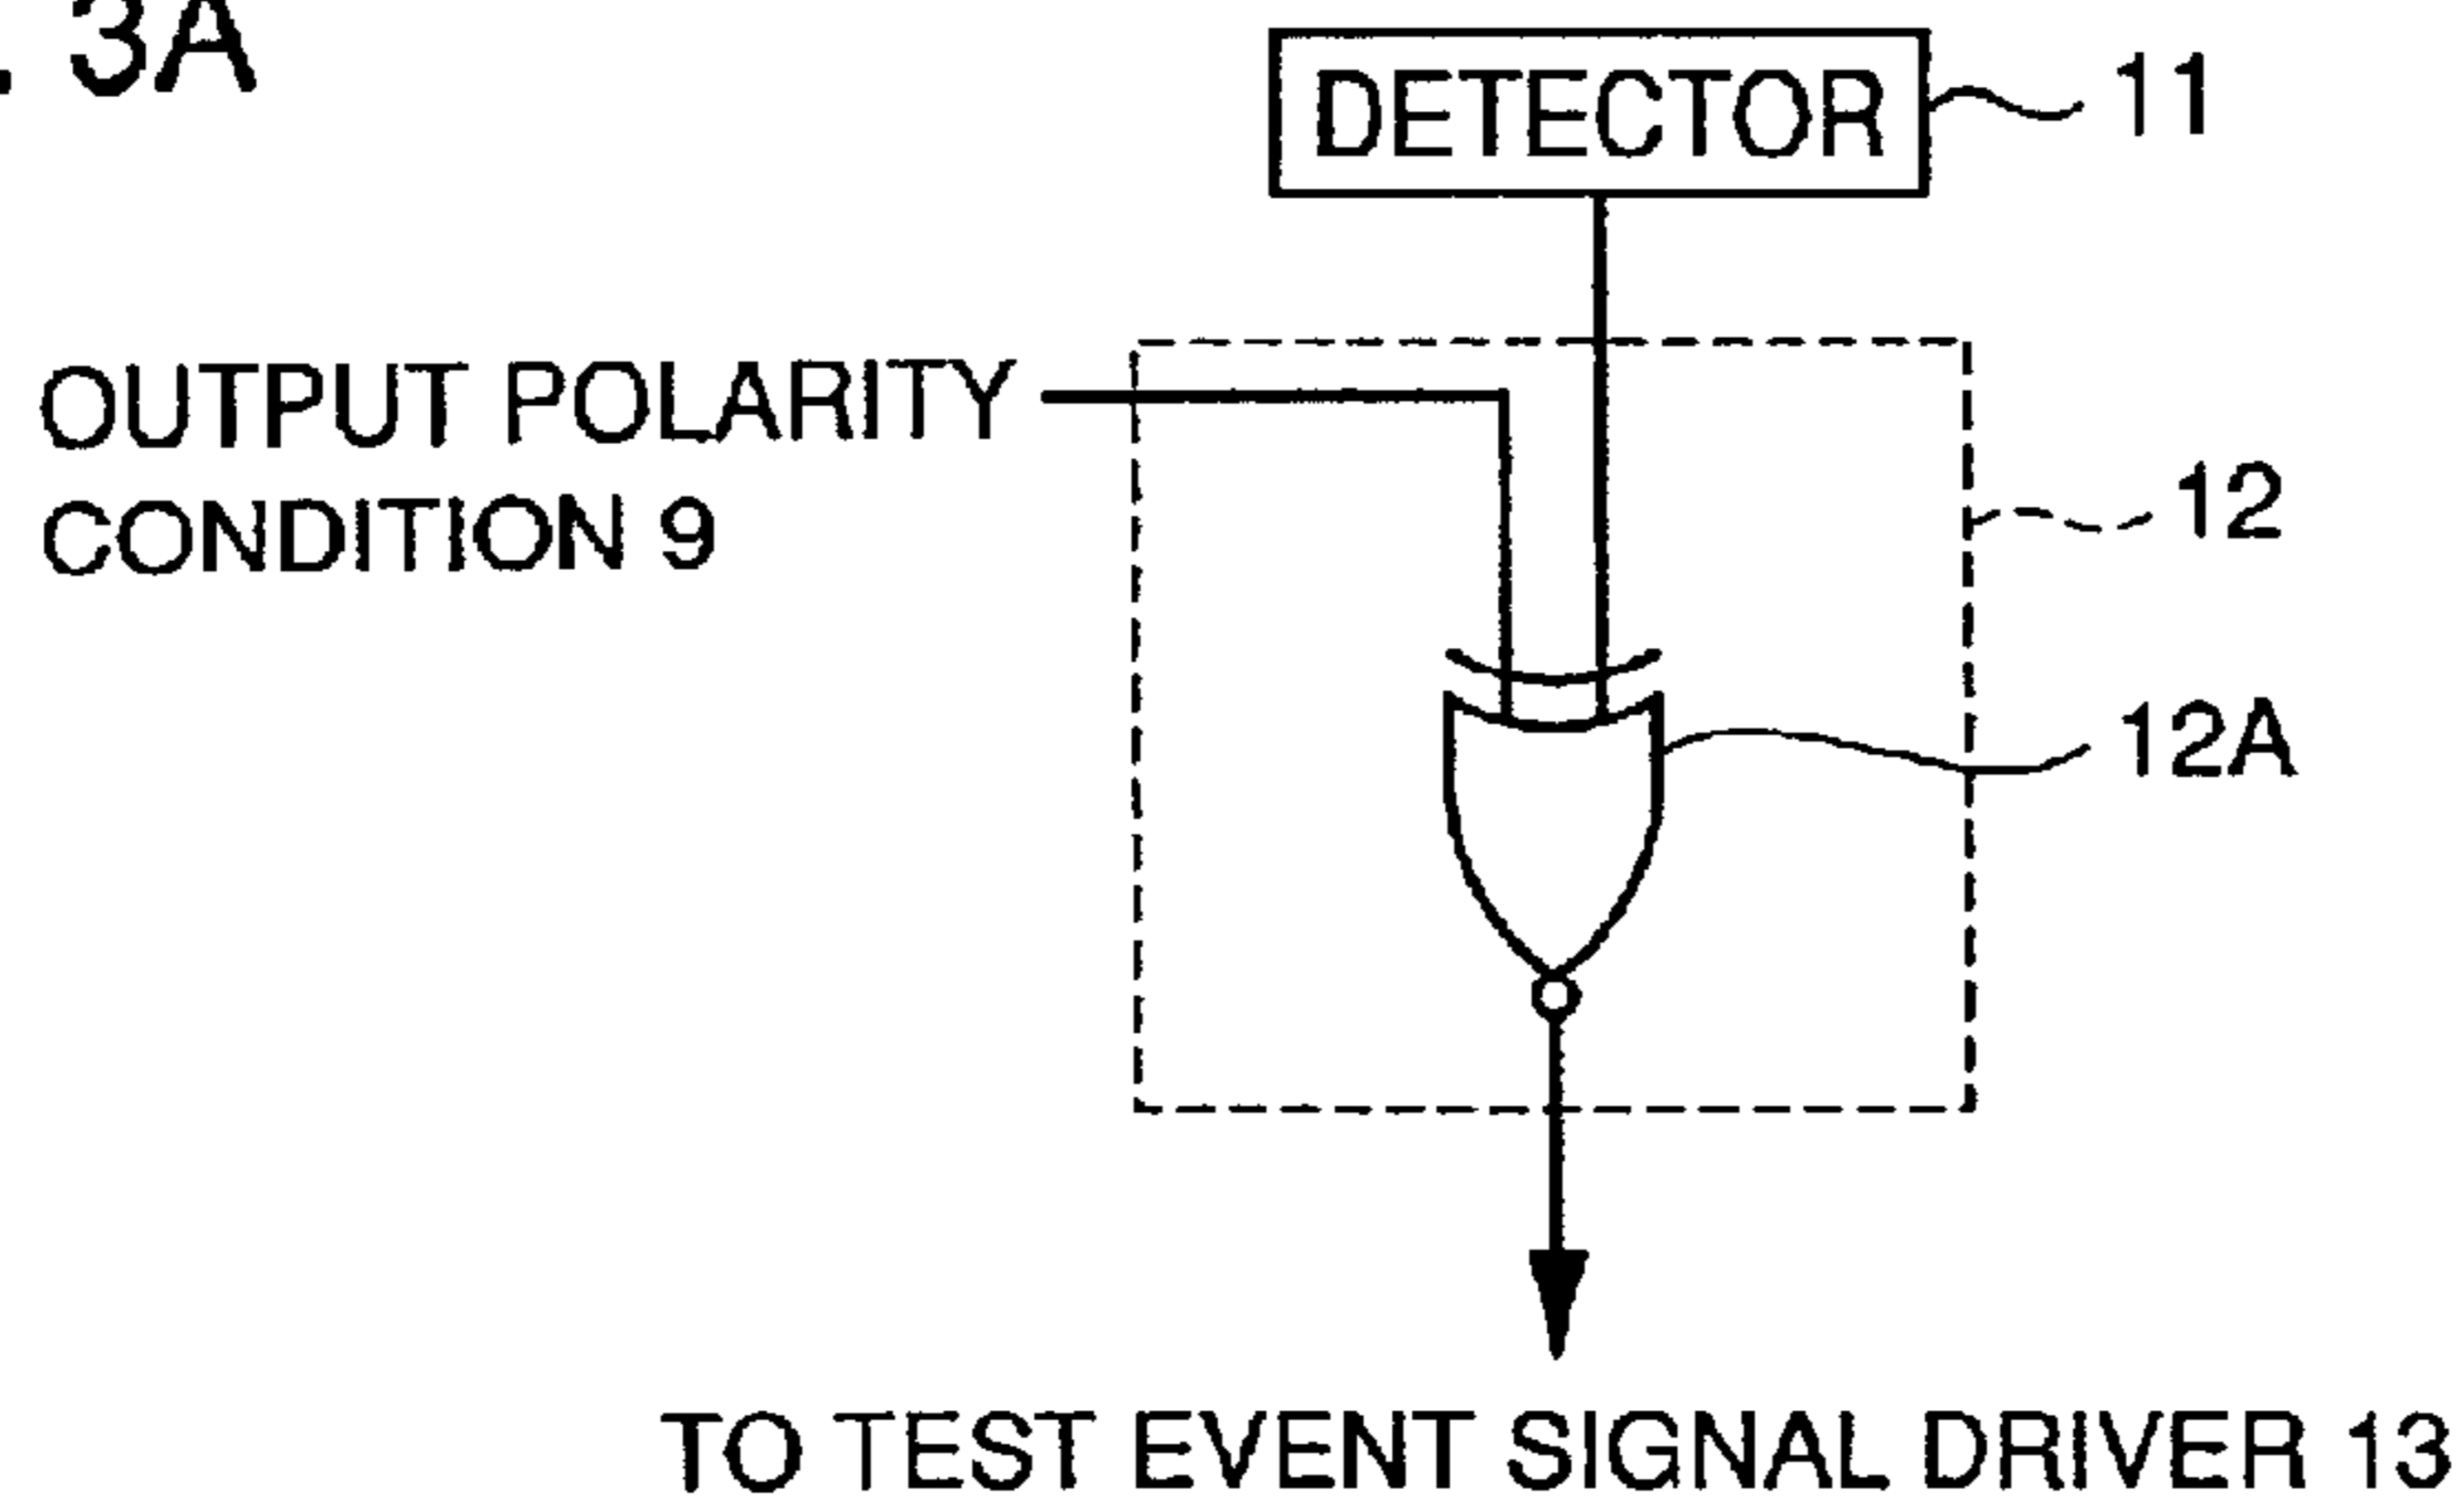 . 3A
DETECTOR
11
OUTPUT POLARITY
CONDITION 9
12
12A
TO TEST EVENT SIGNAL DRIVER 13